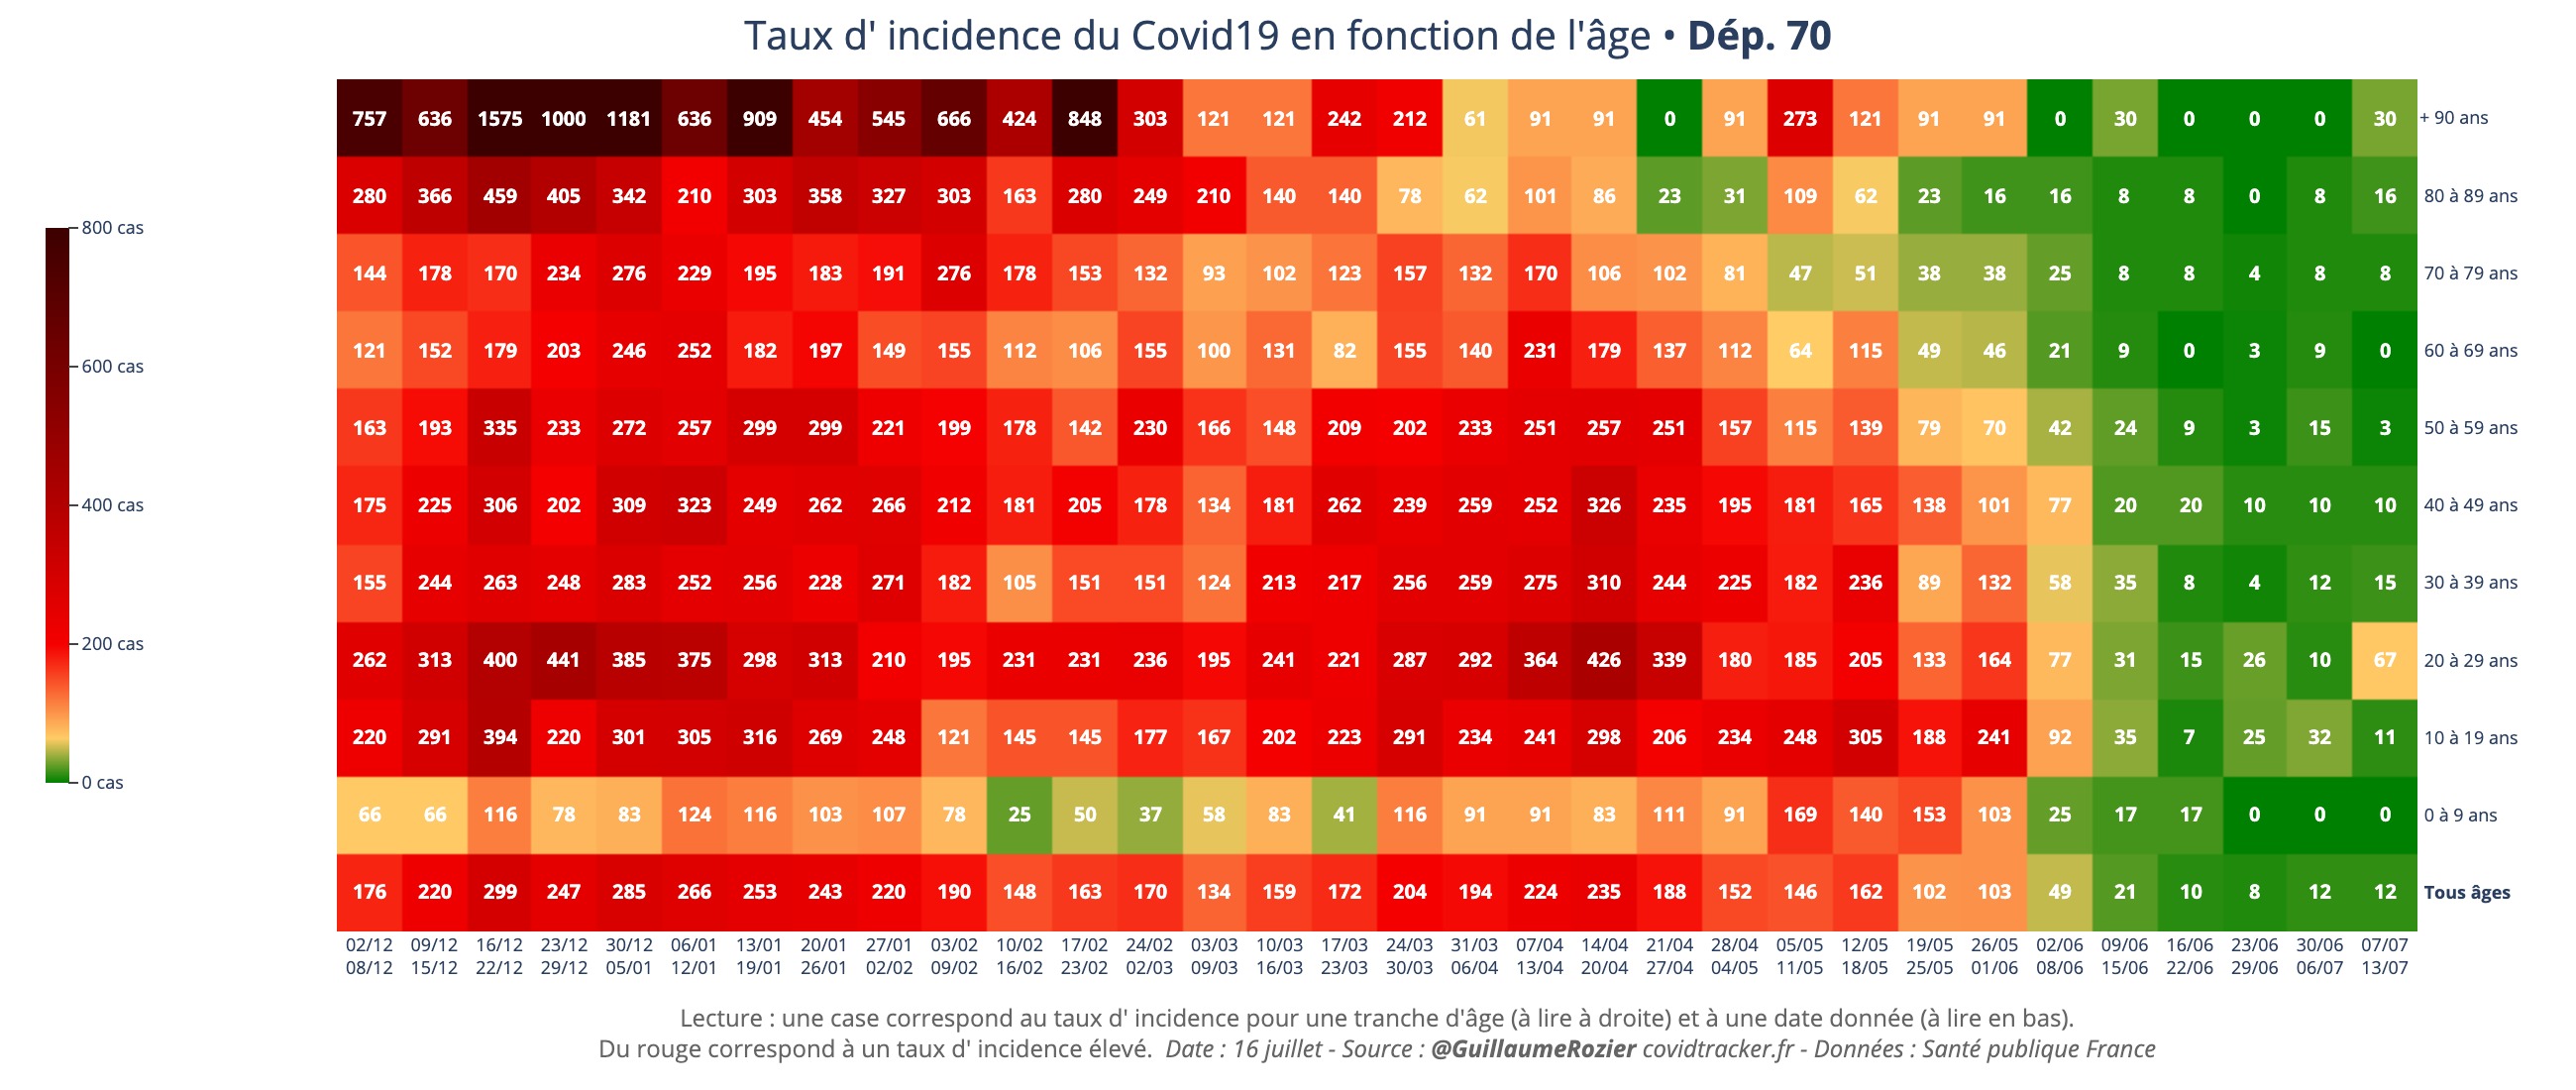 Taux d' incidence du Covid19 en fonction de l'âge • Dép. 70
757 636 1575 1000 1181 636 909 454 545 666 424 848 303 121 121 242 212 61 91 91 0 91 273 121 91 91 0 30 0 0 0 30 + 90 ans
280 366 459 405 342 210 303 358 327 303 163 280 249 210 140 140 78 62 101 86 23 31 109 62 23 16 16 8 8 0 8 16 80 à 89 ans
800 cas
144 178 170 234 276 229 195 183 191 276 178 153 132 93 102 123 157 132 170 106 102 81 47 51 38 38 25 8 8 4 8 8 70 à 79 ans
121 152 179 203 246 252 182 197 149 155 112 106 155 100 131 82 155 140 231 179 137 112 64 115 49 46 21 9 0 3 9 0 60 à 69 ans
600 cas
163 193 335 233 272 257 299 299 221 199 178 142 230 166 148 209 202 233 251 257 251 157 115 139 79 70 42 24 9 3 15 3 50 à 59 ans
400 cas
175 225 306 202 309 323 249 262 266 212 181 205 178 134 181 262 239 259 252 326 235 195 181 165 138 101 77 20 20 10 10 10 40 à 49 ans
155 244 263 248 283 252 256 228 271 182 105 151 151 124 213 217 256 259 275 310 244 225 182 236 89 132 58 35 8 4 12 15 30 à 39 ans
200 cas
262 313 400 441 385 375 298 313 210 195 231 231 236 195 241 221 287 292 364 426 339 180 185 205 133 164 77 31 15 26 10 67 20 à 29 ans
220 291 394 220 301 305 316 269 248 121 145 145 177 167 202 223 291 234 241 298 206 234 248 305 188 241 92 35 7 25 32 11 10 à 19 ans
0 cas
66 66 116 78 83 124 116 103 107 78 25 50 37 58 83 41 116 91 91 83 111 91 169 140 153 103 25 17 17 0 0 0 0 à 9 ans
176 220 299 247 285 266 253 243 220 190 148 163 170 134 159 172 204 194 224 235 188 152 146 162 102 103 49 21 10 8 12 12 Tous âges
02/12 09/12 16/12 23/12 30/12 06/01 13/01 20/01 27/01 03/02 10/02 17/02 24/02 03/03 10/03 17/03 24/03 31/03 07/04 14/04 21/04 28/04 05/05 12/05 19/05 26/05 02/06 09/06 16/06 23/06 30/06 07/07
08/12 15/12 22/12 29/12 05/01 12/01 19/01 26/01 02/02 09/02 16/02 23/02 02/03 09/03 16/03 23/03 30/03 06/04 13/04 20/04 27/04 04/05 11/05 18/05 25/05 01/06 08/06 15/06 22/06 29/06 06/07 13/07
Lecture : une case correspond au taux d' incidence pour une tranche d'âge (à lire à droite) et à une date donnée (à lire en bas).
Du rouge correspond à un taux d' incidence élevé. Date : 16 juillet - Source : @GuillaumeRozier covidtracker.fr - Données : Santé publique France